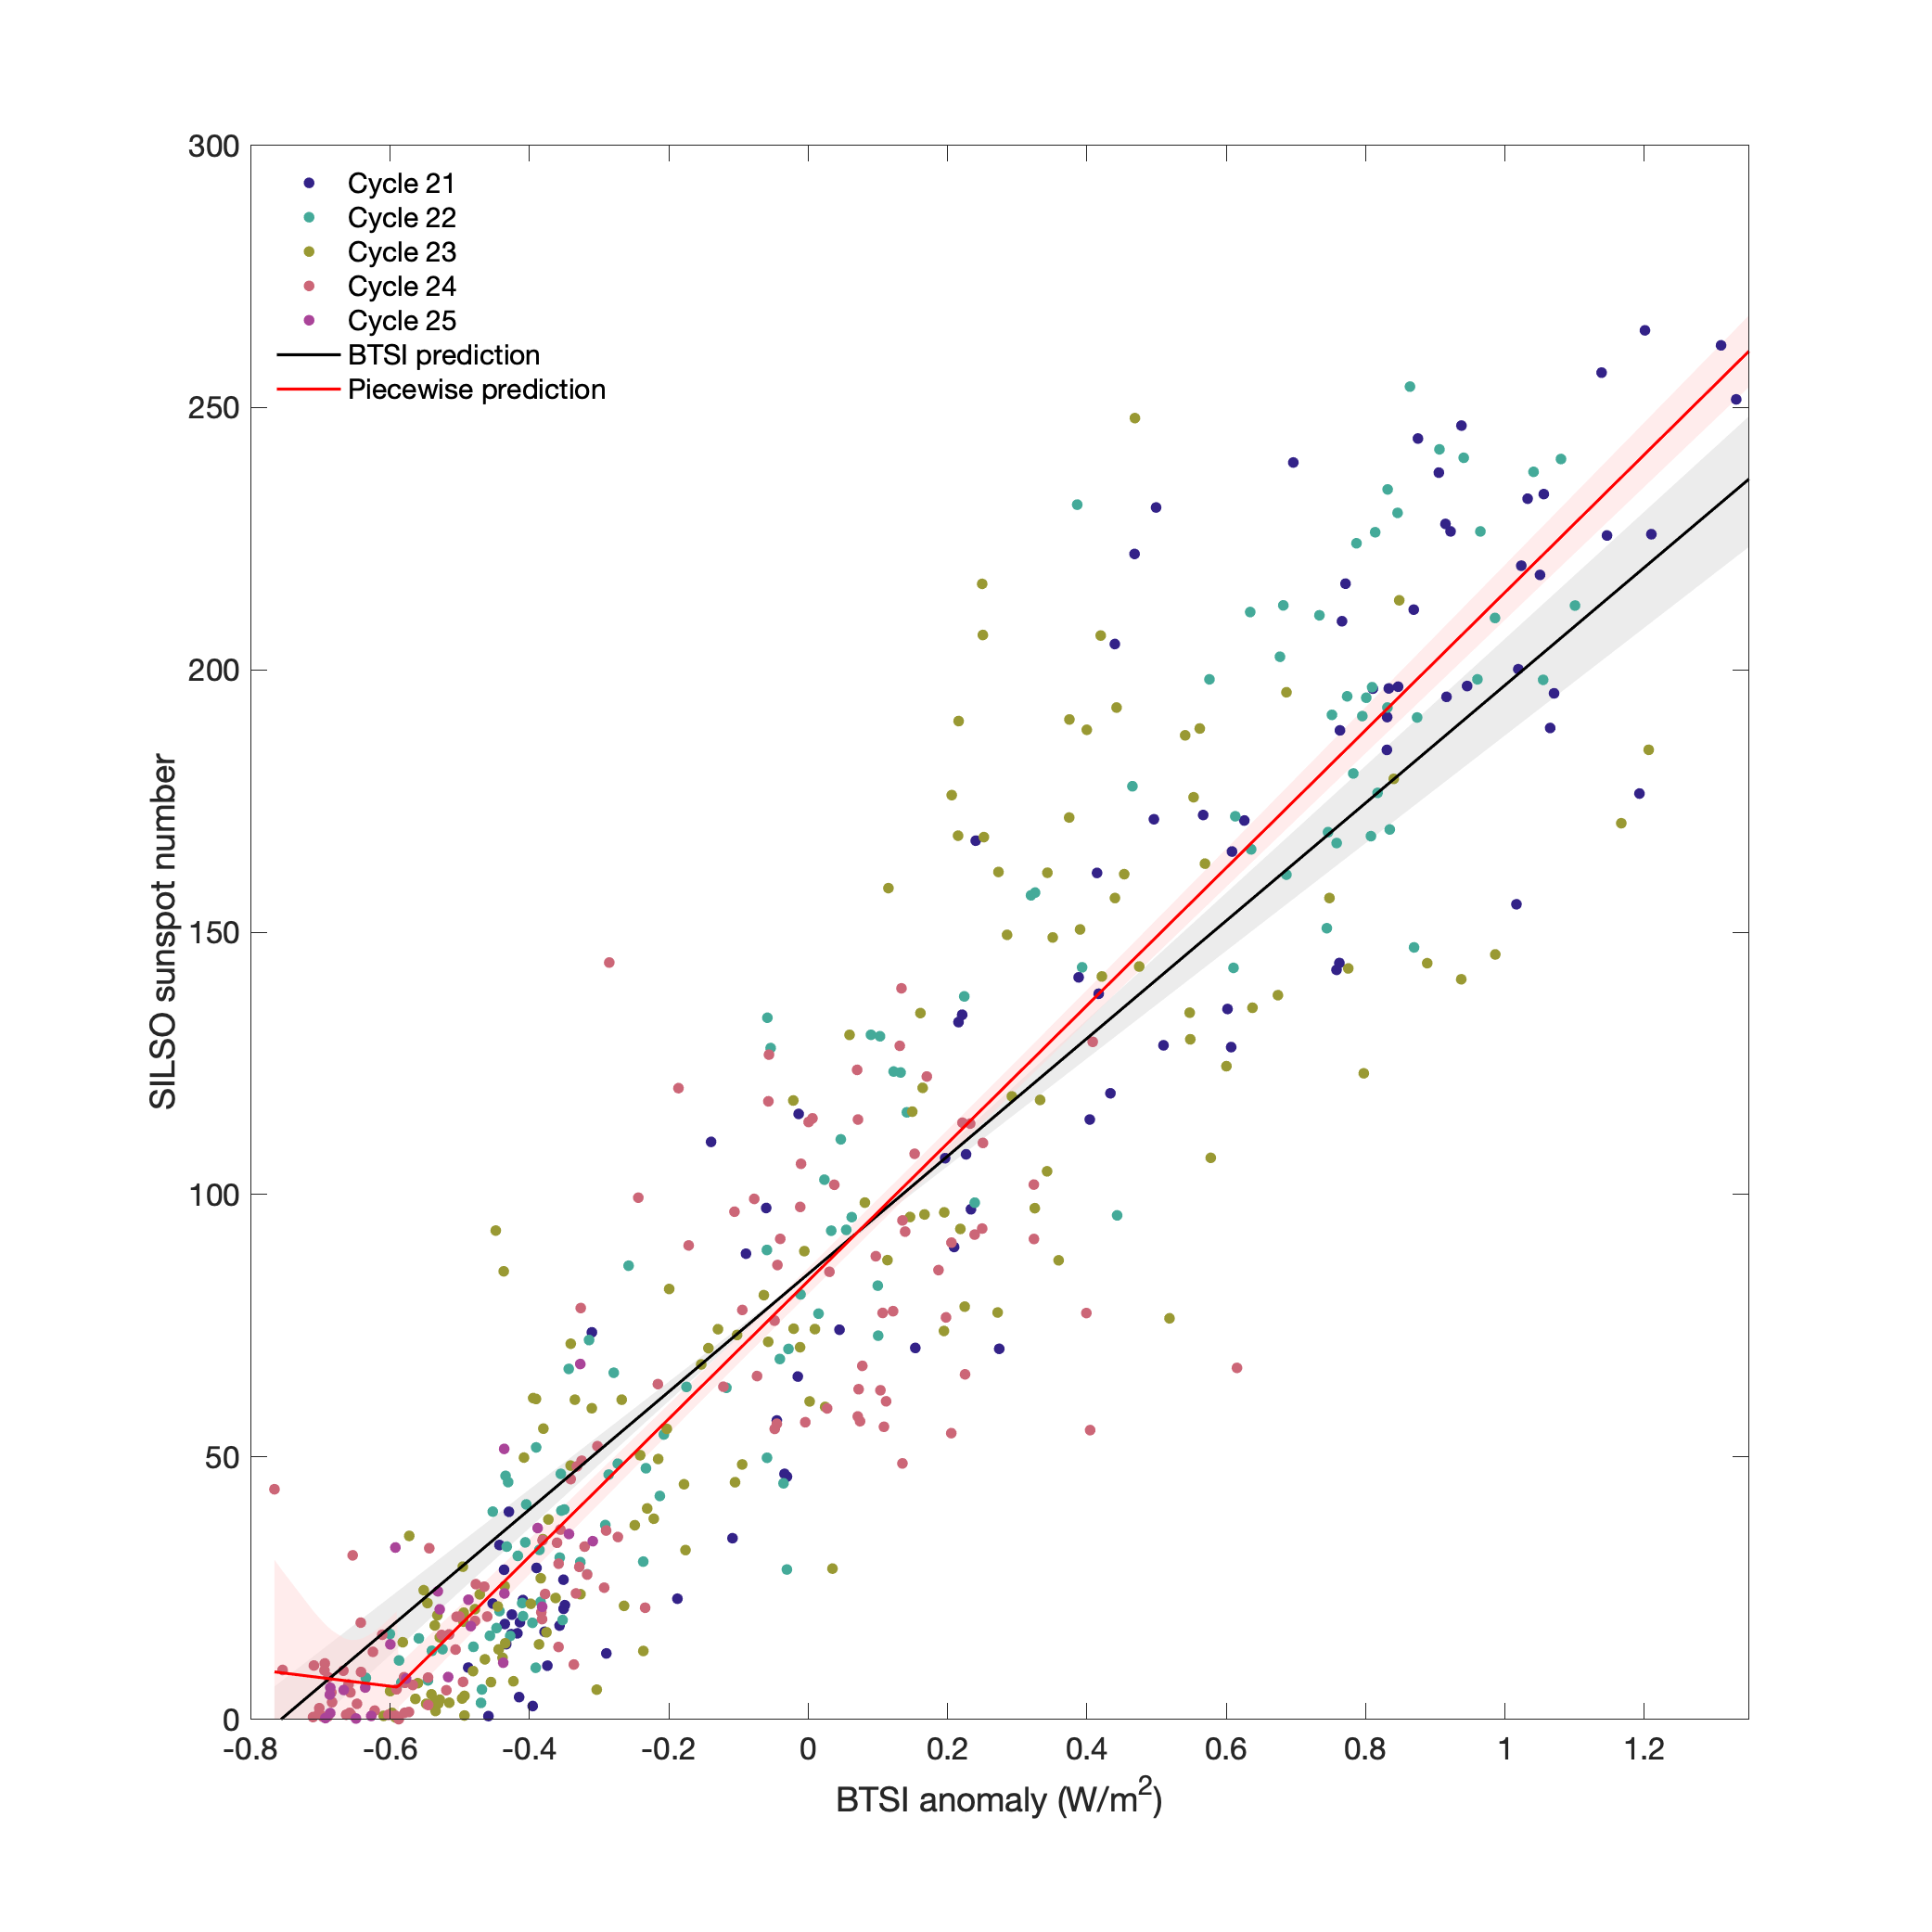 300
250
200
150
100
50
0
SILSO sunspot number
Cycle 21
Cycle 22
Cycle 23
Cycle 24
Cycle 25
BTSI prediction
Piecewise prediction
-0.8 -0.6 -0.4 -0.2 0 0.2 0.4 0.6 0.8 1 1.2
BTSI anomaly (W/m²)